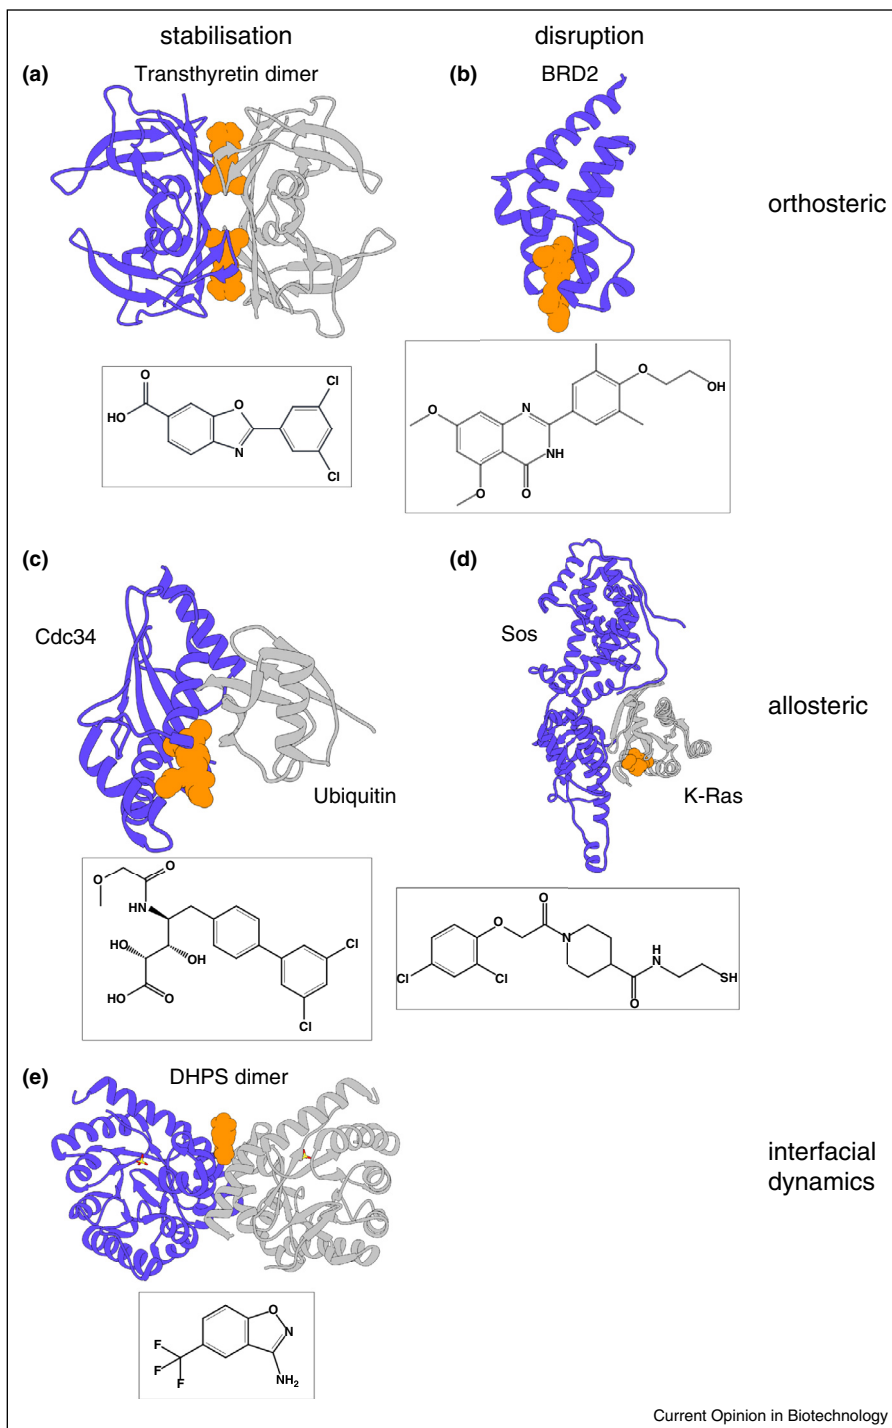 stabilisation
disruption
(a)
Transthyretin dimer
(b)
BRD2
orthosteric
O
HO
O
N
Cl
Cl
O
O
N
NH
O
O
OH
(c)
Cdc34
Ubiquitin
(d)
Sos
K-Ras
allosteric
O
O
HN
HO
OH
HO
O
Cl
Cl
O
O
N
Cl
Cl
H
N
O
SH
(e)
DHPS dimer
interfacial
dynamics
O
N
F
F
F
NH2
Current Opinion in Biotechnology